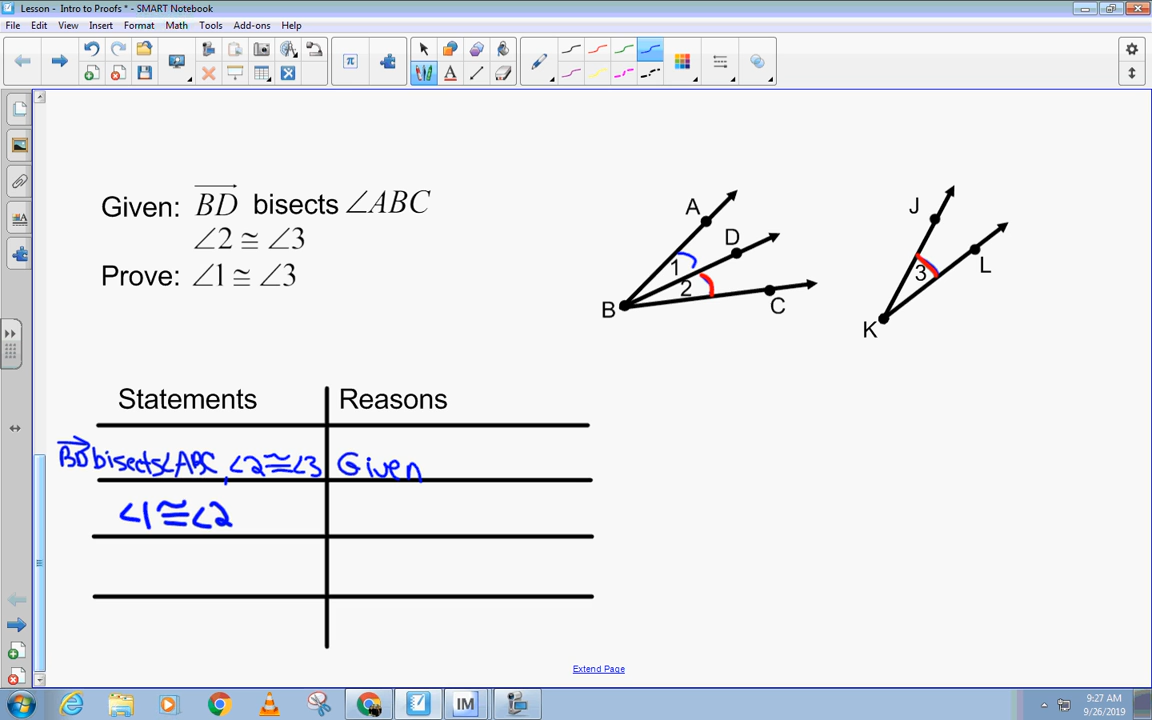 Lesson - Intro to Proofs * - SMART Notebook
File Edit View Insert Format Math Tools Add-ons Help
Given: BD bisects ∠ABC
∠2 ≅ ∠3
Prove: ∠1 ≅ ∠3
A
D
1
2
B
C
J
3
L
K
Statements Reasons
BD bisects ∠ABC, ∠2≅∠3 Given
∠1≅∠2
Extend Page
IM
9:27 AM
9/26/2019